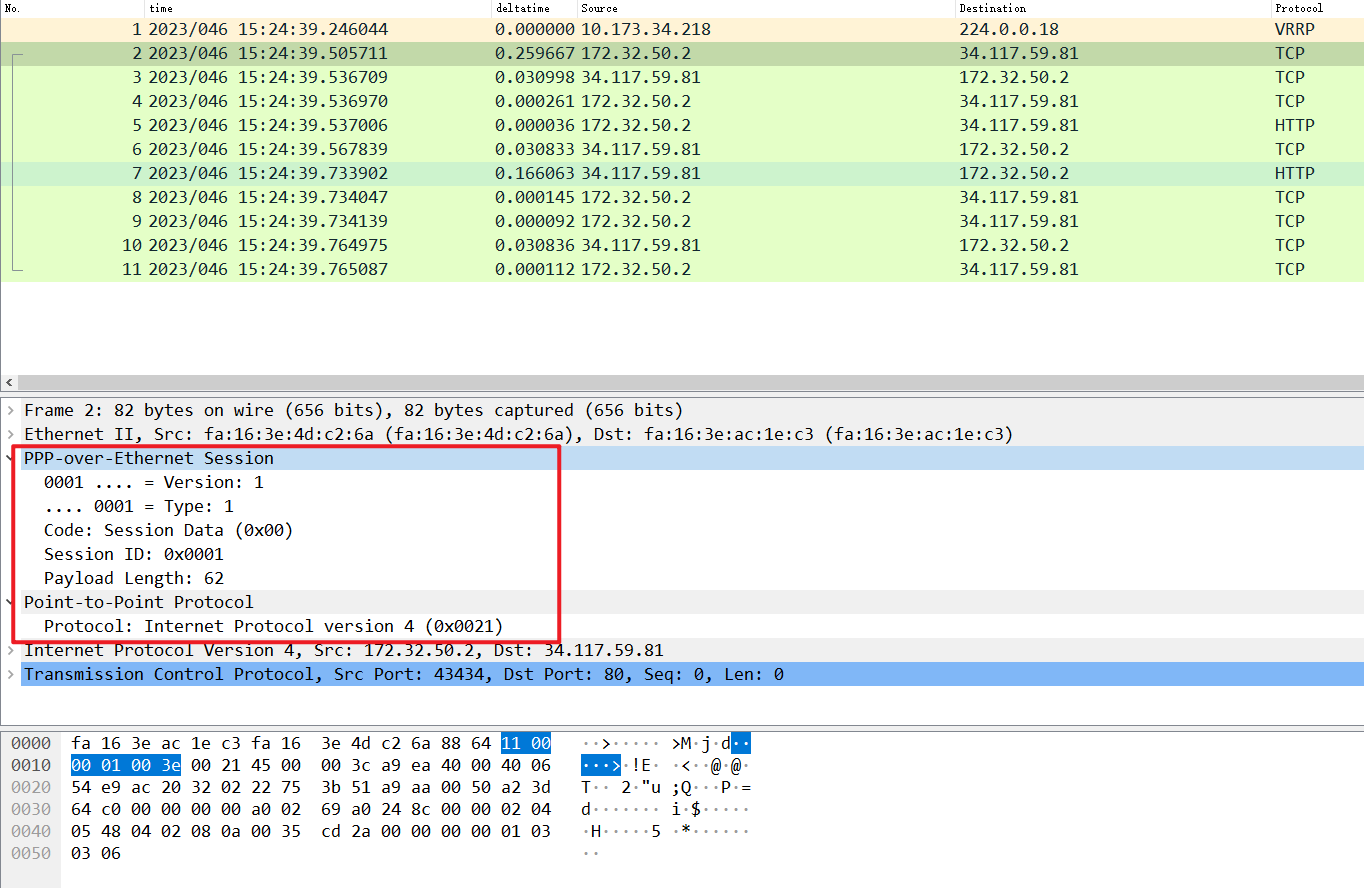 No. time deltatime Source Destination Protocol
1 2023/046 15:24:39.246044 0.000000 10.173.34.218 224.0.0.18 VRRP
2 2023/046 15:24:39.505711 0.259667 172.32.50.2 34.117.59.81 TCP
3 2023/046 15:24:39.536709 0.030998 34.117.59.81 172.32.50.2 TCP
4 2023/046 15:24:39.536970 0.000261 172.32.50.2 34.117.59.81 TCP
5 2023/046 15:24:39.537006 0.000036 172.32.50.2 34.117.59.81 HTTP
6 2023/046 15:24:39.567839 0.030833 34.117.59.81 172.32.50.2 TCP
7 2023/046 15:24:39.733902 0.166063 34.117.59.81 172.32.50.2 HTTP
8 2023/046 15:24:39.734047 0.000145 172.32.50.2 34.117.59.81 TCP
9 2023/046 15:24:39.734139 0.000092 172.32.50.2 34.117.59.81 TCP
10 2023/046 15:24:39.764975 0.030836 34.117.59.81 172.32.50.2 TCP
11 2023/046 15:24:39.765087 0.000112 172.32.50.2 34.117.59.81 TCP
Frame 2: 82 bytes on wire (656 bits), 82 bytes captured (656 bits)
Ethernet II, Src: fa:16:3e:4d:c2:6a (fa:16:3e:4d:c2:6a), Dst: fa:16:3e:ac:1e:c3 (fa:16:3e:ac:1e:c3)
PPP-over-Ethernet Session
0001 .... = Version: 1
.... 0001 = Type: 1
Code: Session Data (0x00)
Session ID: 0x0001
Payload Length: 62
Point-to-Point Protocol
Protocol: Internet Protocol version 4 (0x0021)
Internet Protocol Version 4, Src: 172.32.50.2, Dst: 34.117.59.81
Transmission Control Protocol, Src Port: 43434, Dst Port: 80, Seq: 0, Len: 0
0000 fa 16 3e ac 1e c3 fa 16 3e 4d c2 6a 88 64 11 00 ··>····· >M·j·d··
0010 00 01 00 3e 00 21 45 00 00 3c a9 ea 40 00 40 06 ···>·!E· ·<··@·@·
0020 54 e9 ac 20 32 02 22 75 3b 51 a9 aa 00 50 a2 3d T·· 2·"u ;Q···P·=
0030 64 c0 00 00 00 00 a0 02 69 a0 24 8c 00 00 02 04 d······· i·$·····
0040 05 48 04 02 08 0a 00 35 cd 2a 00 00 00 00 01 03 ·H·····5 ·*······
0050 03 06 ··